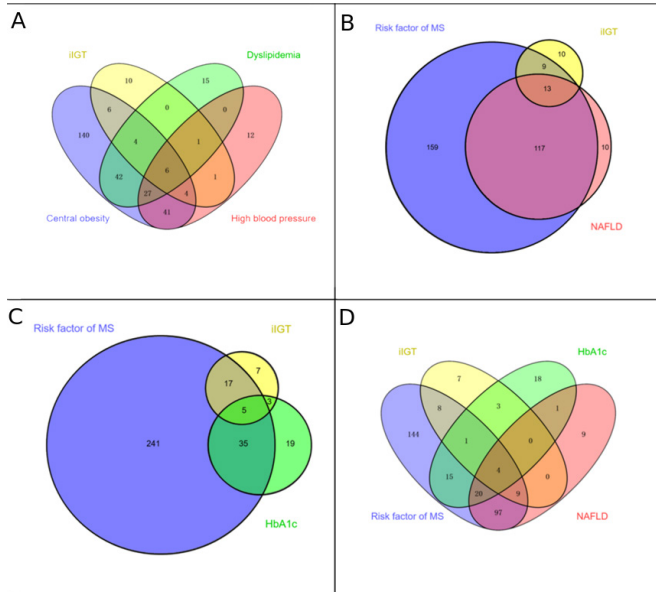 A
iIGT
Dyslipidemia
10
15
6
0
0
140
4
1
12
6
42
1
27
4
41
Central obesity
High blood pressure
B
Risk factor of MS
iIGT
10
9
13
159
117
10
NAFLD
C
Risk factor of MS
iIGT
7
17
3
5
241
35
19
HbA1c
D
iIGT
HbA1c
7
18
8
3
1
144
1
0
9
4
15
0
20
9
97
Risk factor of MS
NAFLD